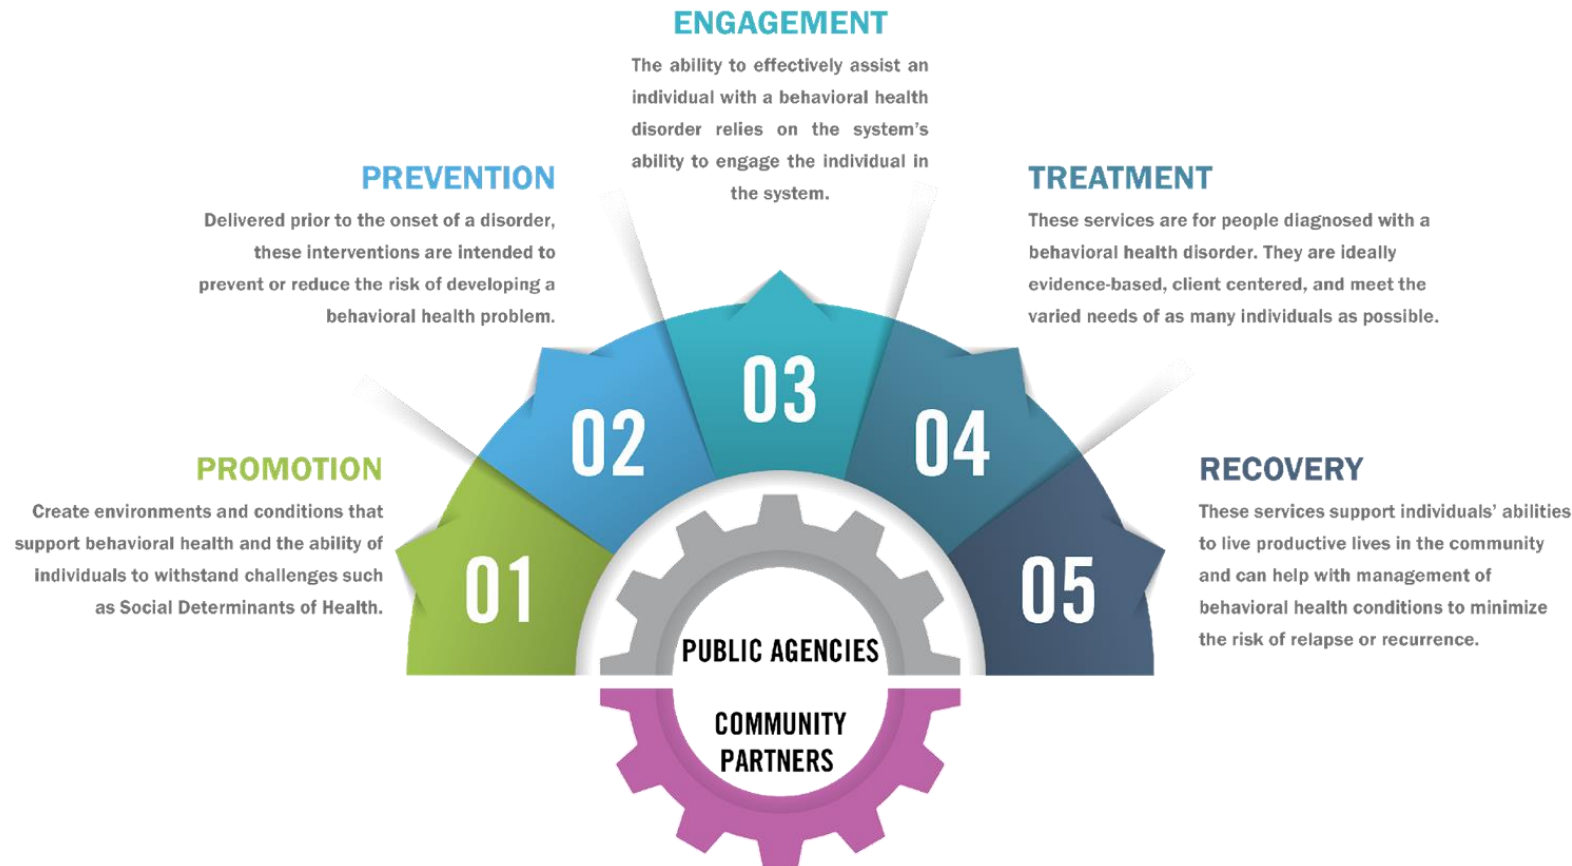 ENGAGEMENT
The ability to effectively assist an
individual with a behavioral health
disorder relies on the system's
ability to engage the individual in
the system.
PREVENTION
Delivered prior to the onset of a disorder,
these interventions are intended to
prevent or reduce the risk of developing a
behavioral health problem.
TREATMENT
These services are for people diagnosed with a
behavioral health disorder. They are ideally
evidence-based, client centered, and meet the
varied needs of as many individuals as possible.
PROMOTION
Create environments and conditions that
support behavioral health and the ability of
individuals to withstand challenges such
as Social Determinants of Health.
RECOVERY
These services support individuals' abilities
to live productive lives in the community
and can help with management of
behavioral health conditions to minimize
the risk of relapse or recurrence.
01
02
03
04
05
PUBLIC AGENCIES
COMMUNITY
PARTNERS